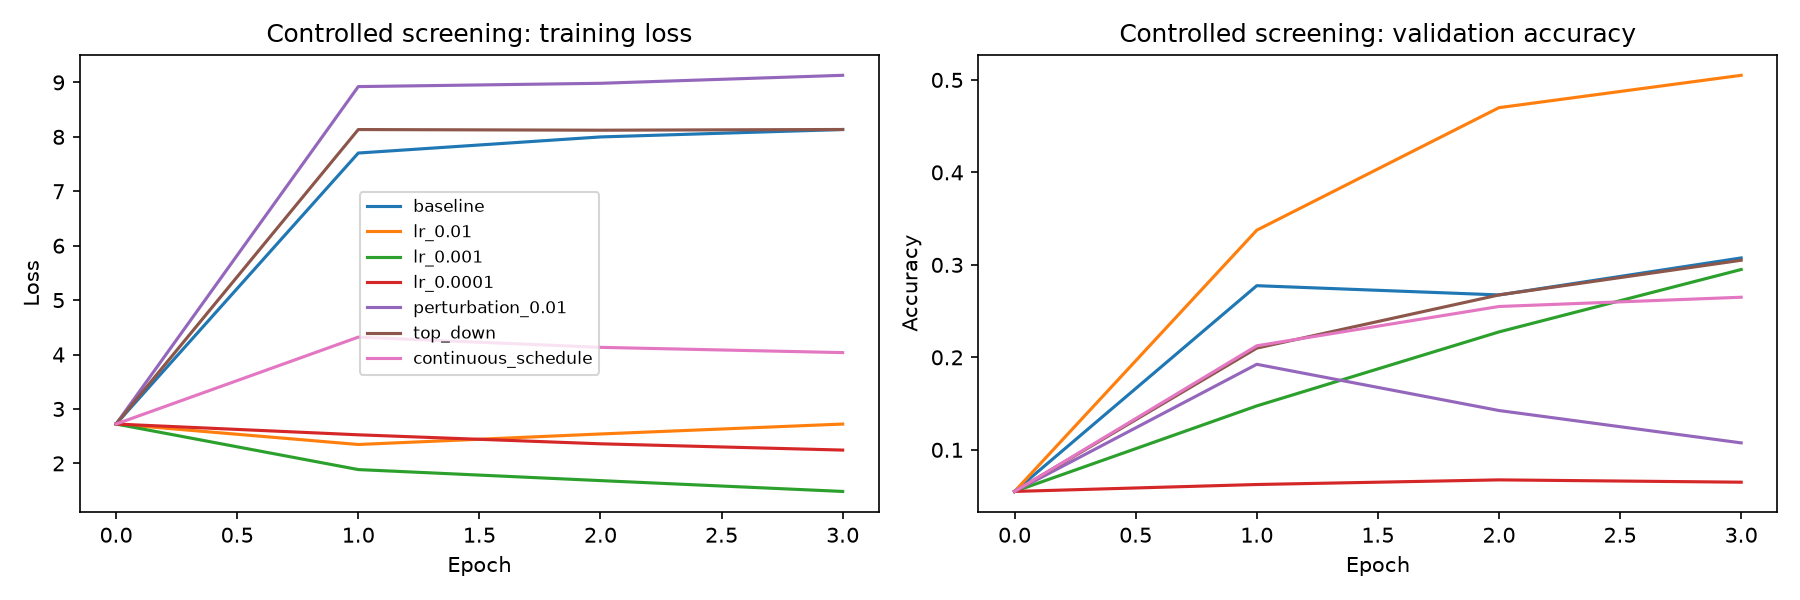 Controlled screening: training loss
Loss
9
8
7
6
5
4
3
2
baseline
lr_0.01
lr_0.001
lr_0.0001
perturbation_0.01
top_down
continuous_schedule
0.0 0.5 1.0 1.5 2.0 2.5 3.0
Epoch
Controlled screening: validation accuracy
Accuracy
0.5
0.4
0.3
0.2
0.1
0.0 0.5 1.0 1.5 2.0 2.5 3.0
Epoch